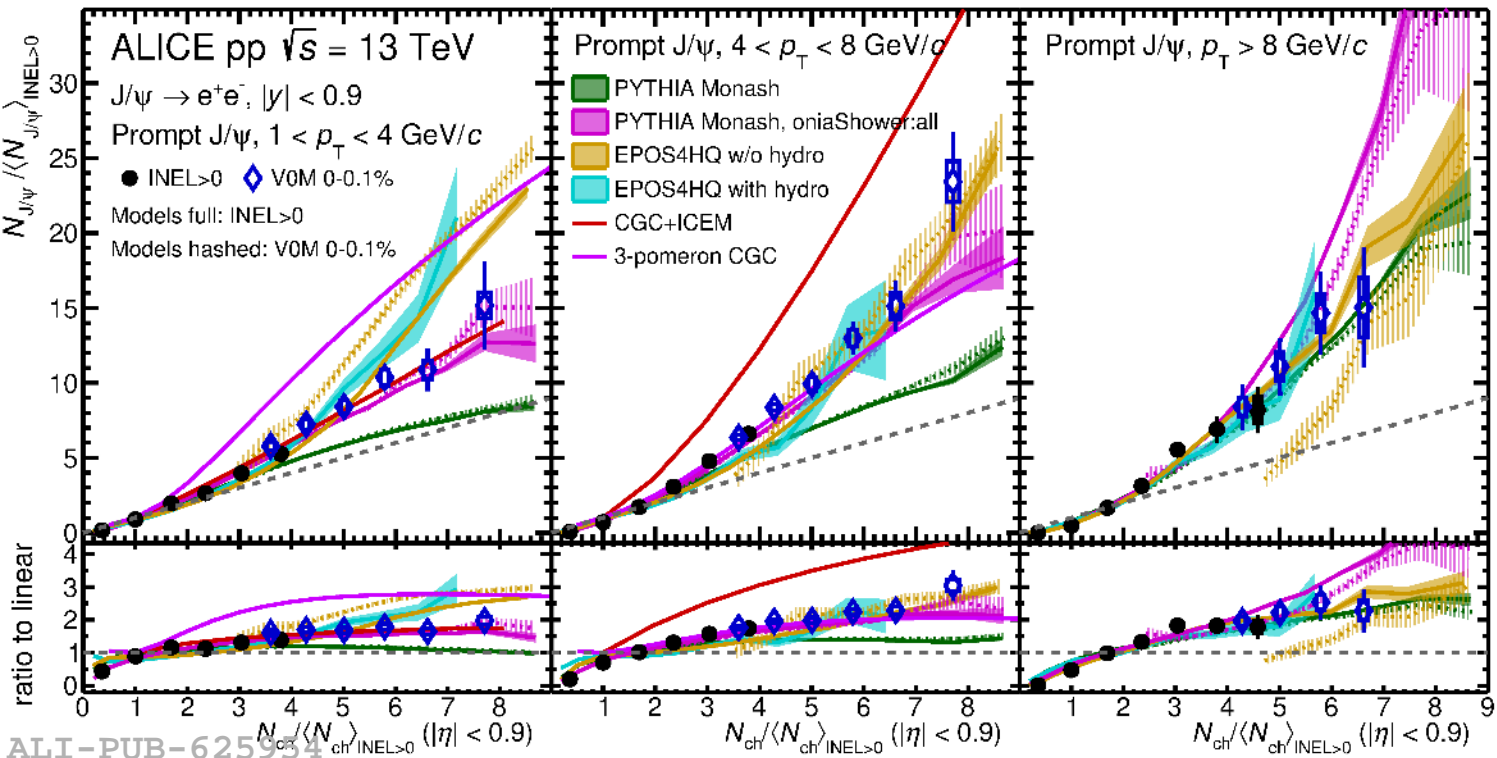 ALICE pp √s = 13 TeV
J/ψ → e⁺e⁻, |y| < 0.9
Prompt J/ψ, 1 < p_T < 4 GeV/c
INEL>0 V0M 0-0.1%
Models full: INEL>0
Models hashed: V0M 0-0.1%
Prompt J/ψ, 4 < p_T < 8 GeV/c
PYTHIA Monash
PYTHIA Monash, oniaShower:all
EPOS4HQ w/o hydro
EPOS4HQ with hydro
CGC+ICEM
3-pomeron CGC
Prompt J/ψ, p_T > 8 GeV/c
N_J/ψ / ⟨N_J/ψ⟩_INEL>0
30
25
20
15
10
5
0
ratio to linear
4
3
2
1
0
0 1 2 3 4 5 6 7 8 9
1 2 3 4 5 6 7 8 9
1 2 3 4 5 6 7 8 9
N_ch/⟨N_ch⟩_INEL>0 (|η| < 0.9)
N_ch/⟨N_ch⟩_INEL>0 (|η| < 0.9)
N_ch/⟨N_ch⟩_INEL>0 (|η| < 0.9)
ALI-PUB-625954